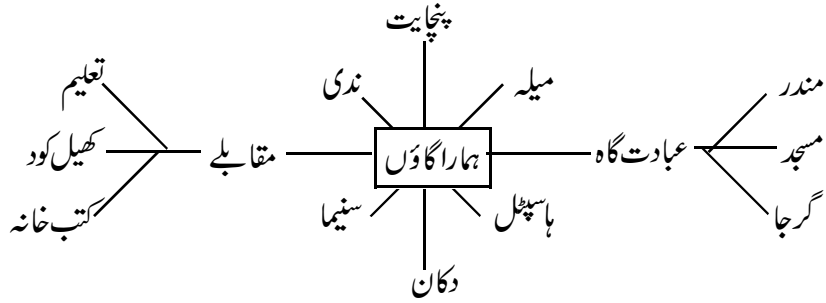 پنچایت
میلہ
ندی
مندر
مسجد
گرجا
عبادت گاہ
ہمارا گاؤں
مقابلے
تعلیم
کھیل کود
کتب خانہ
ہاسپٹل
سنیما
دکان